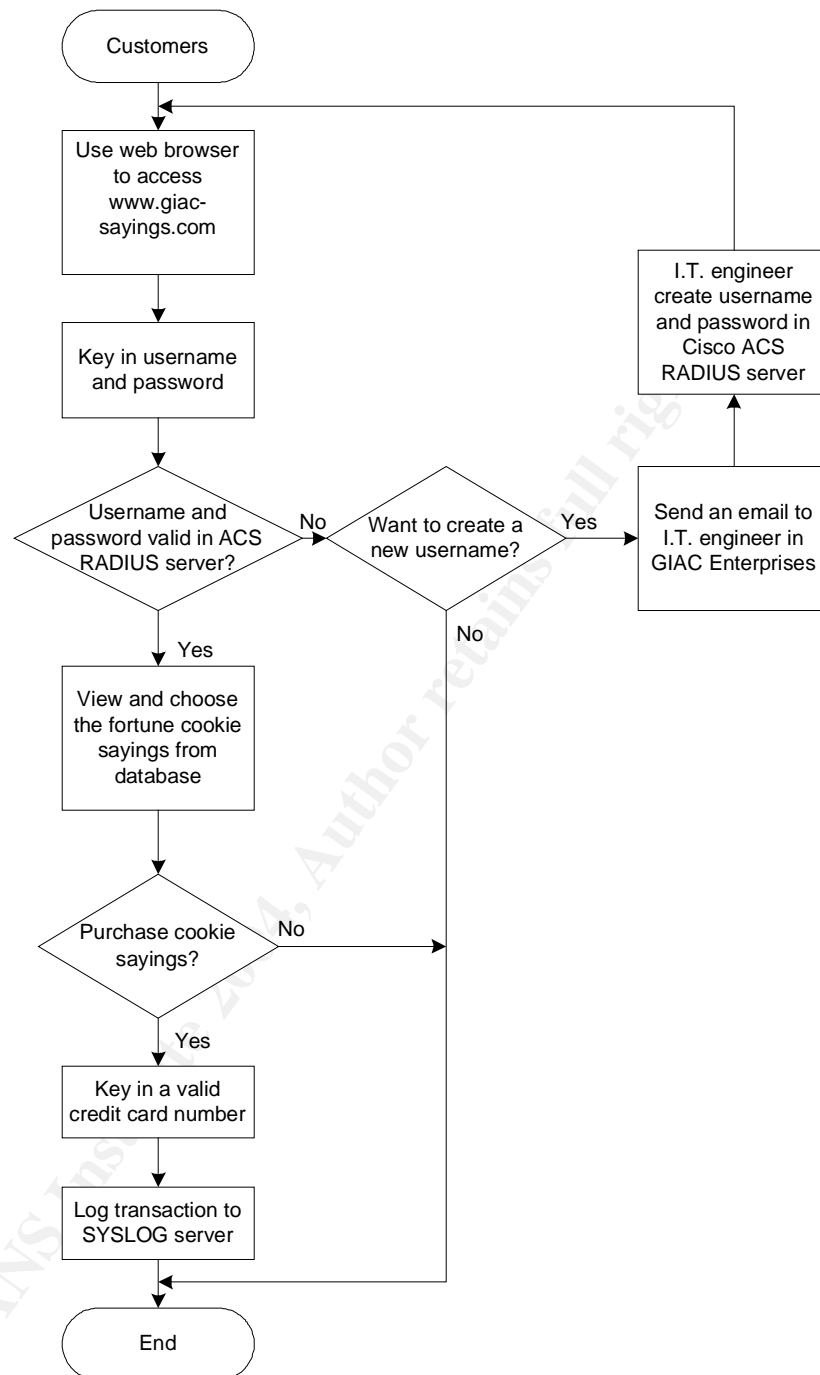 Customers
Use web browser
to access
www.giac-
sayings.com
Key in username
and password
Username and
password valid in ACS
RADIUS server?
No
Want to create a
new username?
Yes
Send an email to
I.T. engineer in
GIAC Enterprises
I.T. engineer
create username
and password in
Cisco ACS
RADIUS server
No
Yes
View and choose
the fortune cookie
sayings from
database
Purchase cookie
sayings?
No
Yes
Key in a valid
credit card number
Log transaction to
SYSLOG server
End
Author retains full